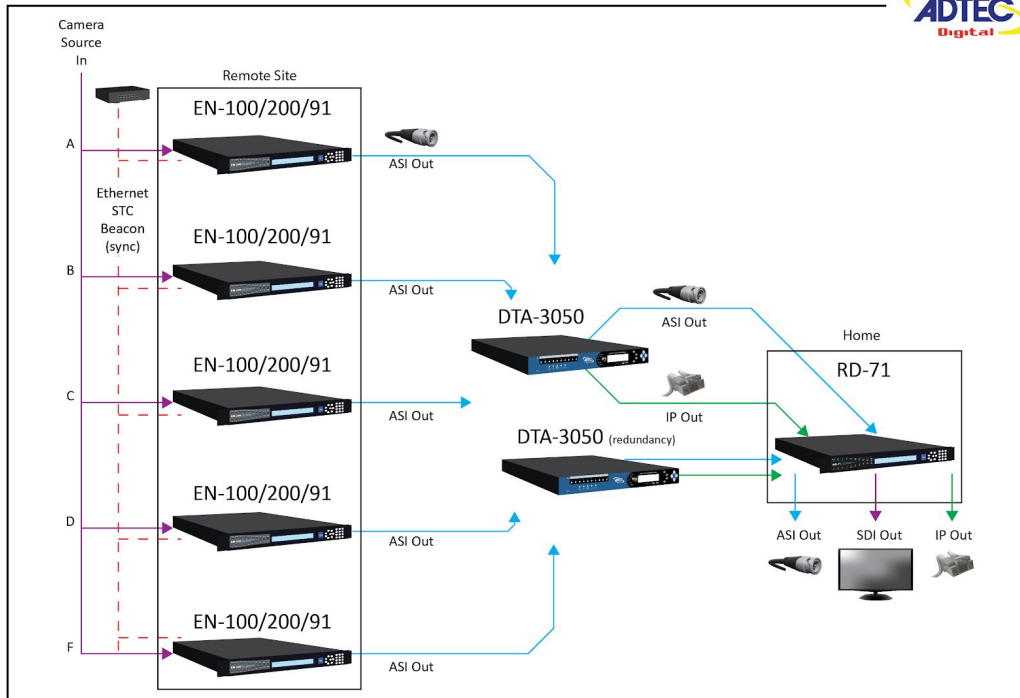 ADTEC
Digital
Camera
Source
In
Remote Site
EN-100/200/91
A
ASI Out
Ethernet
STC
Beacon
(sync)
EN-100/200/91
B
ASI Out
DTA-3050
ASI Out
Home
RD-71
EN-100/200/91
C
ASI Out
IP Out
DTA-3050 (redundancy)
EN-100/200/91
D
ASI Out
ASI Out
SDI Out
IP Out
EN-100/200/91
F
ASI Out